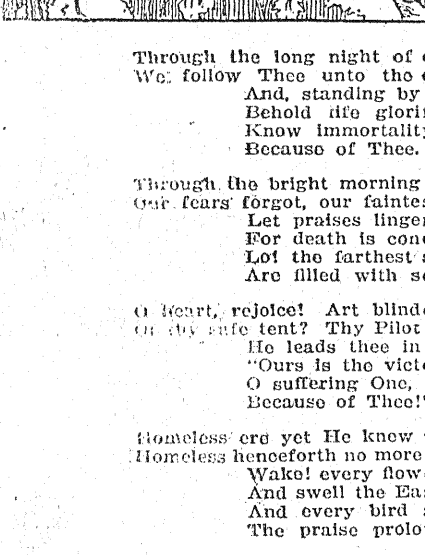 Through the long night of
We follow Thee unto the
And, standing by
Behold life glori
Know immortality
Because of Thee.
Through the bright morning
Our fears forgot, our fainte
Let praises linger
For death is con
Lo! the farthest
Are filled with s
O Heart, rejoice! Art blind
thy safe tent? Thy Pilot
He leads thee in
"Ours is the vict
O suffering One,
Because of Thee!"
Homeless ere yet He knew
Homeless henceforth no more
Wake! every flow
And swell the Ea
And every bird
The praise prolo